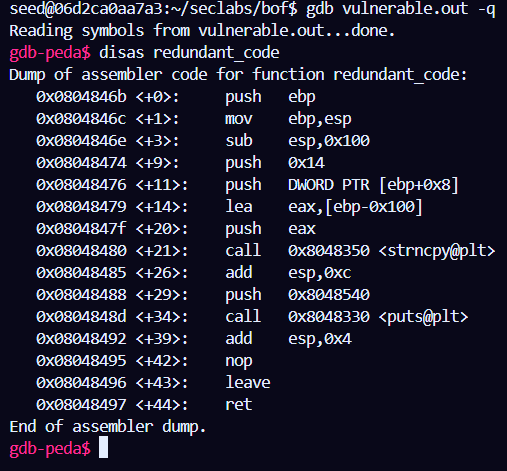 seed@06d2ca0aa7a3:~/seclabs/bof$ gdb vulnerable.out -q
Reading symbols from vulnerable.out...done.
gdb-peda$ disas redundant_code
Dump of assembler code for function redundant_code:
   0x0804846b <+0>:     push   ebp
   0x0804846c <+1>:     mov    ebp,esp
   0x0804846e <+3>:     sub    esp,0x100
   0x08048474 <+9>:     push   0x14
   0x08048476 <+11>:    push   DWORD PTR [ebp+0x8]
   0x08048479 <+14>:    lea    eax,[ebp-0x100]
   0x0804847f <+20>:    push   eax
   0x08048480 <+21>:    call   0x8048350 <strncpy@plt>
   0x08048485 <+26>:    add    esp,0xc
   0x08048488 <+29>:    push   0x8048540
   0x0804848d <+34>:    call   0x8048330 <puts@plt>
   0x08048492 <+39>:    add    esp,0x4
   0x08048495 <+42>:    nop
   0x08048496 <+43>:    leave
   0x08048497 <+44>:    ret
End of assembler dump.
gdb-peda$